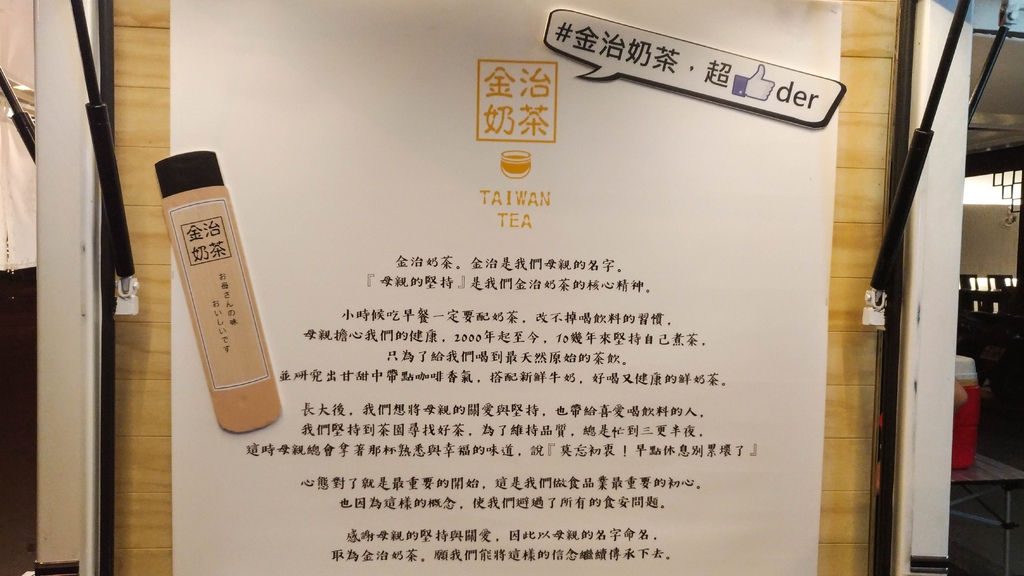 #金治奶茶，超👍der
金治
奶茶
TAIWAN
TEA
金治
奶茶
お母さんの味
おいしいです
金治奶茶。金治是我們母親的名字。
『母親的堅持』是我們金治奶茶的核心精神。
小時候吃早餐一定要配奶茶，改不掉喝飲料的習慣，
母親擔心我們的健康，2000年起至今，10幾年來堅持自己煮茶，
只為了給我們喝到最天然原始的茶飲。
並研究出甘甜中帶點咖啡香氣，搭配新鮮牛奶，好喝又健康的鮮奶茶。
長大後，我們想將母親的關愛與堅持，也帶給喜愛喝飲料的人，
我們堅持到茶園尋找好茶，為了維持品質，總是忙到三更半夜，
這時母親總會拿著那杯熟悉與幸福的味道，說『莫忘初衷！早點休息別累壞了』
心態對了就是最重要的開始，這是我們做食品業最重要的初心。
也因為這樣的概念，使我們避過了所有的食安問題。
感謝母親的堅持與關愛，因此以母親的名字命名，
取為金治奶茶。願我們能將這樣的信念繼續傳承下去。